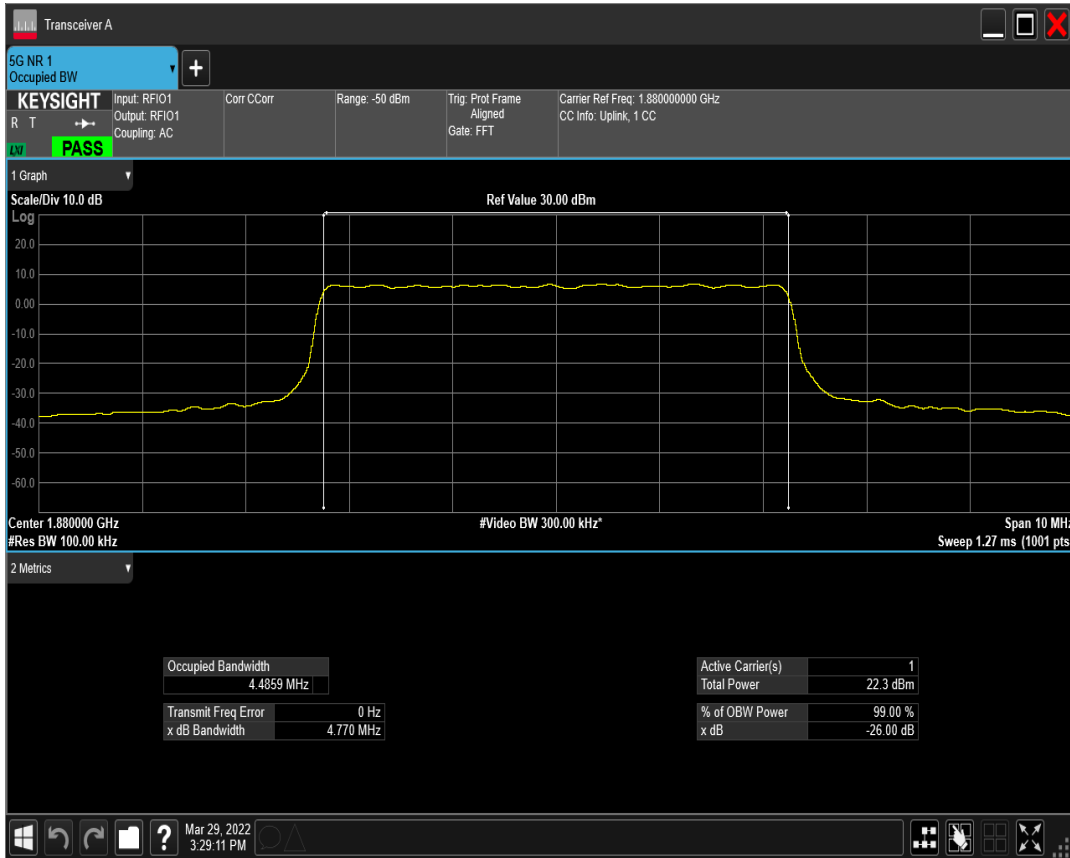 Transceiver A
5G NR 1
Occupied BW
KEYSIGHT
R T
LXI
PASS
Input: RFIO1
Output: RFIO1
Coupling: AC
Corr CCorr
Range: -50 dBm
Trig: Prot Frame
Aligned
Gate: FFT
Carrier Ref Freq: 1.880000000 GHz
CC Info: Uplink, 1 CC
1 Graph
Scale/Div 10.0 dB
Ref Value 30.00 dBm
Log
20.0
10.0
0.00
-10.0
-20.0
-30.0
-40.0
-50.0
-60.0
Center 1.880000 GHz
#Video BW 300.00 kHz*
Span 10 MHz
#Res BW 100.00 kHz
Sweep 1.27 ms (1001 pts
2 Metrics
Occupied Bandwidth
4.4859 MHz
Transmit Freq Error 0 Hz
x dB Bandwidth 4.770 MHz
Active Carrier(s) 1
Total Power 22.3 dBm
% of OBW Power 99.00 %
x dB -26.00 dB
Mar 29, 2022
3:29:11 PM